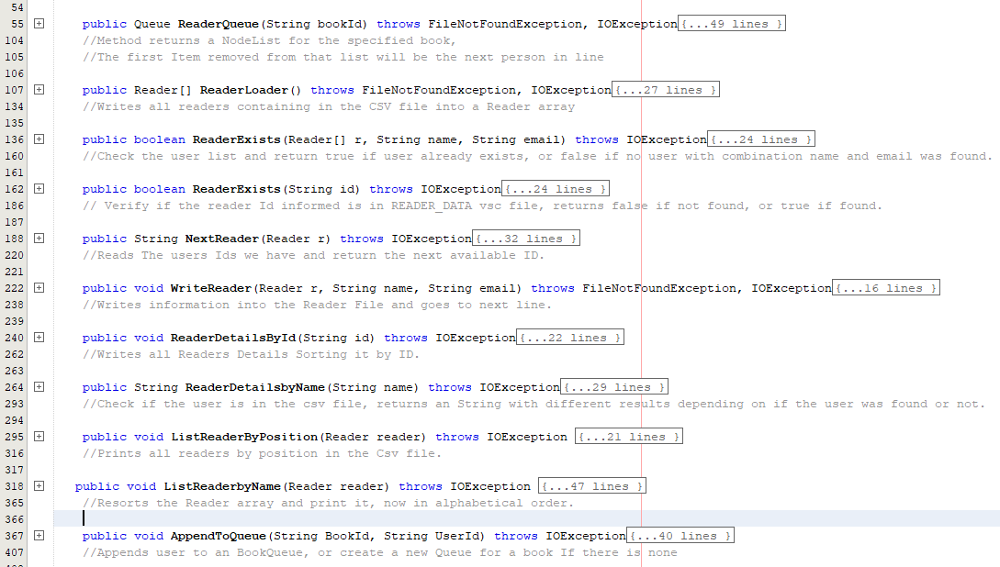 54
55 public Queue ReaderQueue(String bookId) throws FileNotFoundException, IOException{...49 lines }
104 //Method returns a NodeList for the specified book,
105 //The first Item removed from that list will be the next person in line
106
107 public Reader[] ReaderLoader() throws FileNotFoundException, IOException{...27 lines }
134 //Writes all readers containing in the CSV file into a Reader array
135
136 public boolean ReaderExists(Reader[] r, String name, String email) throws IOException{...24 lines }
160 //Check the user list and return true if user already exists, or false if no user with combination name and email was found.
161
162 public boolean ReaderExists(String id) throws IOException{...24 lines }
186 // Verify if the reader Id informed is in READER_DATA vsc file, returns false if not found, or true if found.
187
188 public String NextReader(Reader r) throws IOException{...32 lines }
220 //Reads The users Ids we have and return the next available ID.
221
222 public void WriteReader(Reader r, String name, String email) throws FileNotFoundException, IOException{...16 lines }
238 //Writes information into the Reader File and goes to next line.
239
240 public void ReaderDetailsById(String id) throws IOException{...22 lines }
262 //Writes all Readers Details Sorting it by ID.
263
264 public String ReaderDetailsbyName(String name) throws IOException{...29 lines }
293 //Check if the user is in the csv file, returns an String with different results depending on if the user was found or not.
294
295 public void ListReaderByPosition(Reader reader) throws IOException {...21 lines }
316 //Prints all readers by position in the Csv file.
317
318 public void ListReaderbyName(Reader reader) throws IOException {...47 lines }
365 //Resorts the Reader array and print it, now in alphabetical order.
366
367 public void AppendToQueue(String BookId, String UserId) throws IOException{...40 lines }
407 //Appends user to an BookQueue, or create a new Queue for a book If there is none